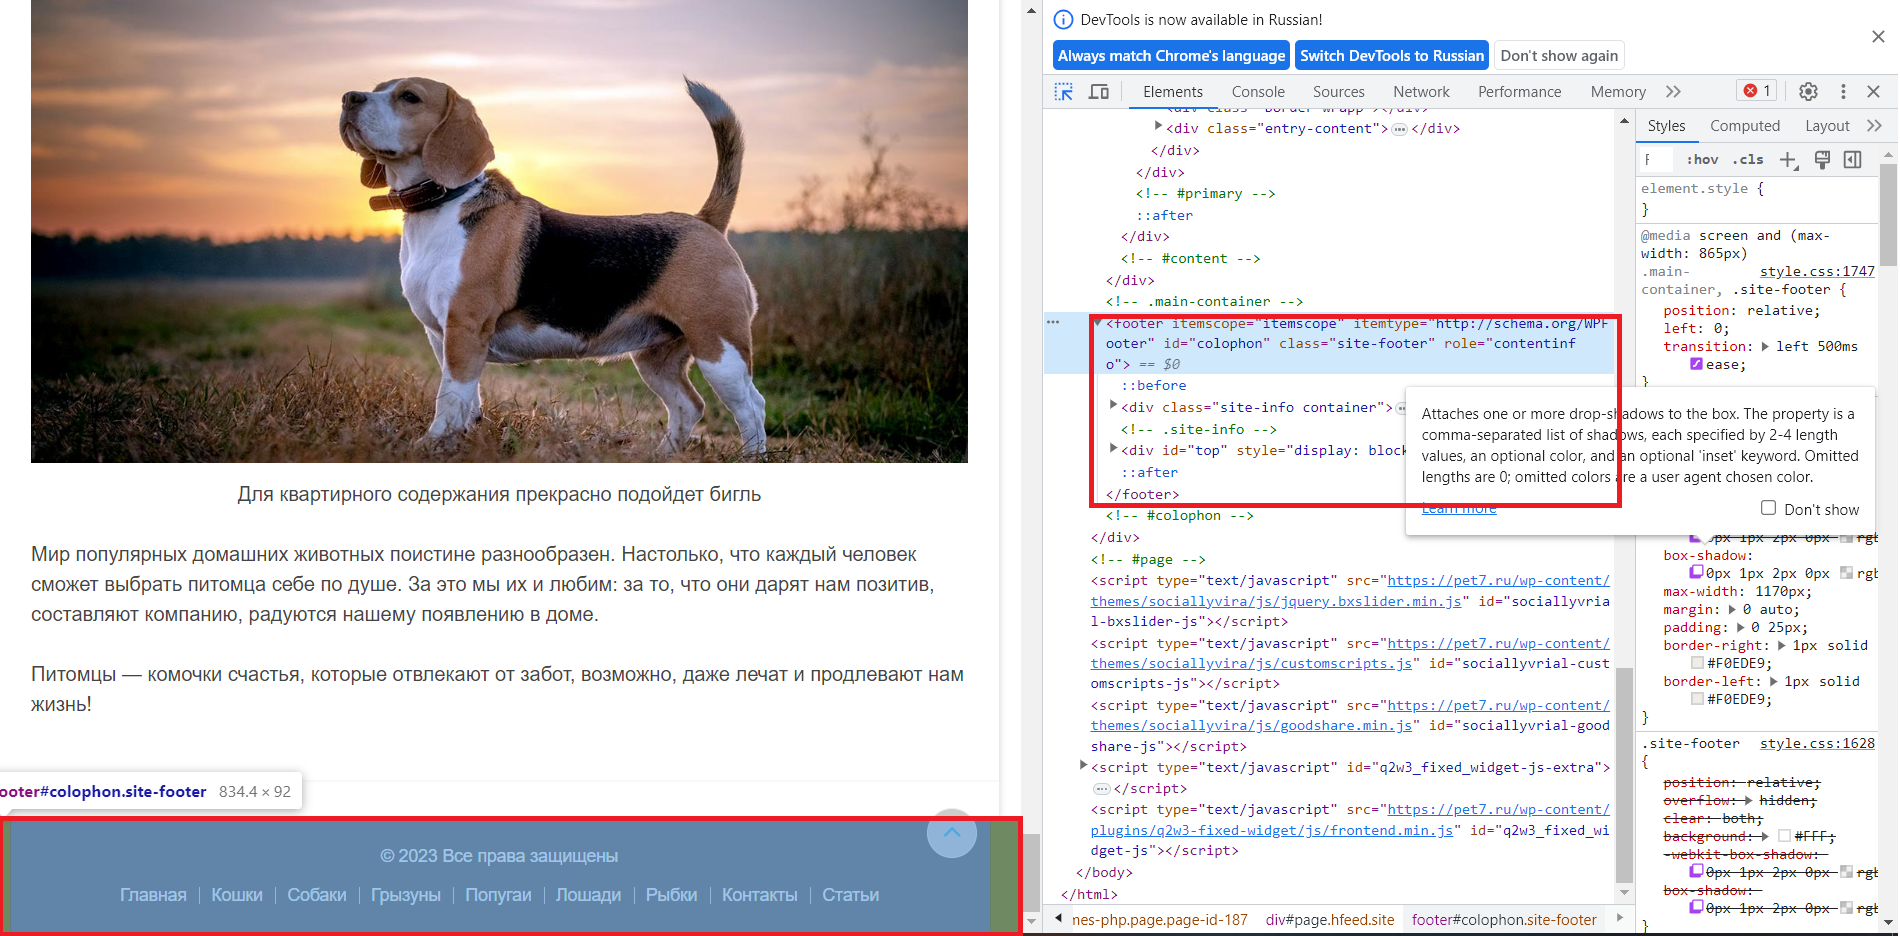 Для квартирного содержания прекрасно подойдет бигль
Мир популярных домашних животных поистине разнообразен. Настолько, что каждый человек
сможет выбрать питомца себе по душе. За это мы их и любим: за то, что они дарят нам позитив,
составляют компанию, радуются нашему появлению в доме.
Питомцы — комочки счастья, которые отвлекают от забот, возможно, даже лечат и продлевают нам
жизнь!
ooter#colophon.site-footer 834.4 × 92
© 2023 Все права защищены
Главная | Кошки | Собаки | Грызуны | Попугаи | Лошади | Рыбки | Контакты | Статьи
DevTools is now available in Russian!
Always match Chrome's language Switch DevTools to Russian Don't show again
Elements Console Sources Network Performance Memory 1
<div class="entry-content"> </div>
</div>
</div>
<!-- #primary -->
::after
</div>
<!-- #content -->
</div>
<!-- .main-container -->
<footer itemscope="itemscope" itemtype="http://schema.org/WPF
ooter" id="colophon" class="site-footer" role="contentinf
o"> == $0
::before
<div class="site-info container">
<!-- .site-info -->
<div id="top" style="display: bloc
::after
</footer>
<!-- #colophon -->
</div>
<!-- #page -->
<script type="text/javascript" src="https://pet7.ru/wp-content/
themes/sociallyvira/js/jquery.bxslider.min.js" id="sociallyvria
l-bxslider-js"></script>
<script type="text/javascript" src="https://pet7.ru/wp-content/
themes/sociallyvira/js/customscripts.js" id="sociallyvrial-cust
omscripts-js"></script>
<script type="text/javascript" src="https://pet7.ru/wp-content/
themes/sociallyvira/js/goodshare.min.js" id="sociallyvrial-good
share-js"></script>
<script type="text/javascript" id="q2w3_fixed_widget-js-extra">
</script>
<script type="text/javascript" src="https://pet7.ru/wp-content/
plugins/q2w3-fixed-widget/js/frontend.min.js" id="q2w3_fixed_wi
dget-js"></script>
</body>
</html>
mes-php.page.page-id-187 div#page.hfeed.site footer#colophon.site-footer
Styles Computed Layout
:hov .cls
element.style {
}
@media screen and (max-
width: 865px)
.main- style.css:1747
container, .site-footer {
position: relative;
left: 0;
transition: left 500ms
ease;
}
Attaches one or more drop-shadows to the box. The property is a
comma-separated list of shadows, each specified by 2-4 length
values, an optional color, and an optional 'inset' keyword. Omitted
lengths are 0; omitted colors are a user agent chosen color.
Learn more Don't show
0px 1px 2px 0px rgb
box-shadow:
0px 1px 2px 0px rgb
max-width: 1170px;
margin: 0 auto;
padding: 0 25px;
border-right: 1px solid
#F0EDE9;
border-left: 1px solid
#F0EDE9;
}
.site-footer style.css:1628
{
position: relative;
overflow: hidden;
clear: both;
background: #FFF;
-webkit-box-shadow:
0px 1px 2px 0px rgb
box-shadow:
0px 1px 2px 0px rgb
}